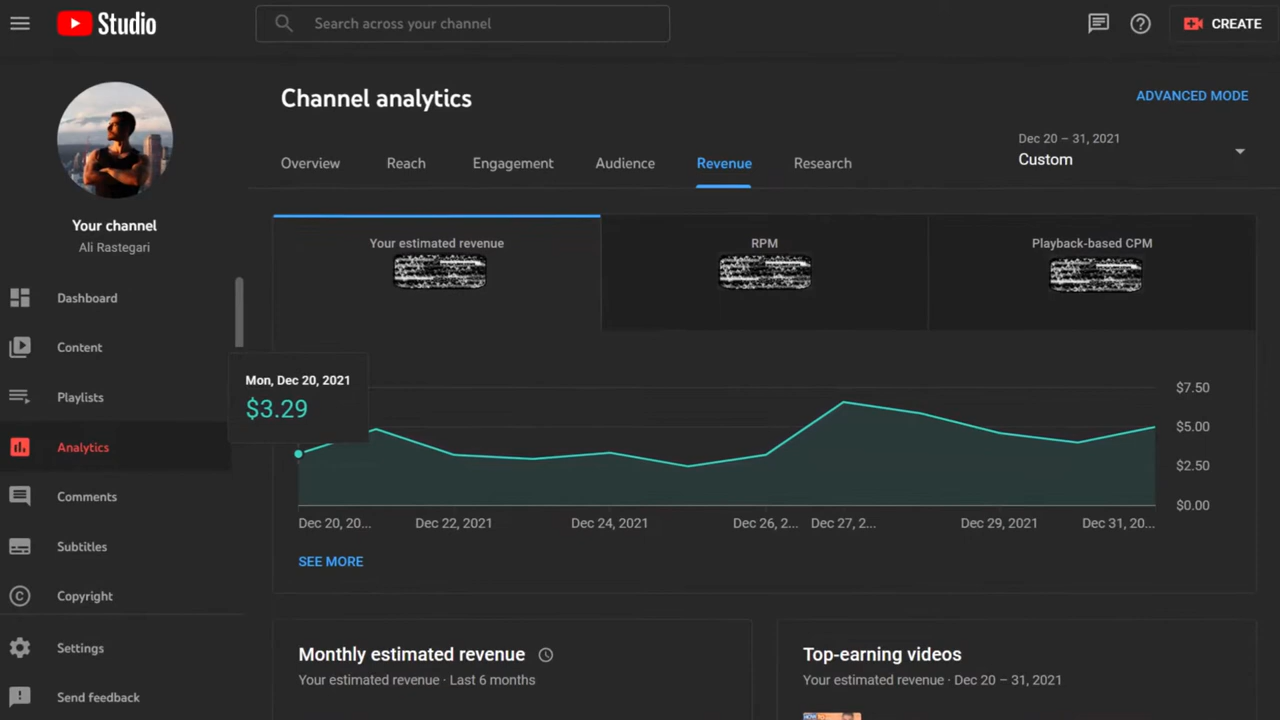 Studio
Search across your channel
CREATE
Channel analytics
ADVANCED MODE
Dec 20 – 31, 2021
Custom
Overview
Reach
Engagement
Audience
Revenue
Research
Your channel
Ali Rastegari
Dashboard
Content
Playlists
Analytics
Comments
Subtitles
Copyright
Settings
Send feedback
Your estimated revenue
RPM
Playback-based CPM
Mon, Dec 20, 2021
$3.29
$7.50
$5.00
$2.50
$0.00
Dec 20, 20...
Dec 22, 2021
Dec 24, 2021
Dec 26, 2...
Dec 27, 2...
Dec 29, 2021
Dec 31, 20...
SEE MORE
Monthly estimated revenue
Your estimated revenue · Last 6 months
Top-earning videos
Your estimated revenue · Dec 20 – 31, 2021